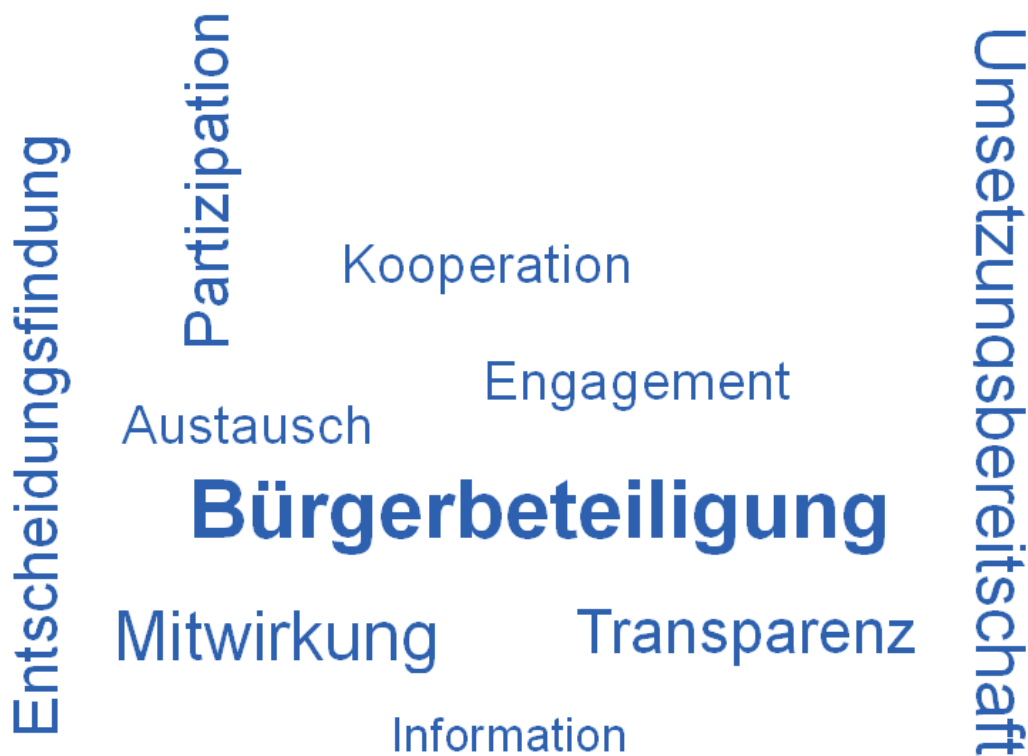 Partizipation
Entscheidungsfindung
Umsetzungsbereitschaft
Kooperation
Engagement
Austausch
Bürgerbeteiligung
Mitwirkung
Transparenz
Information